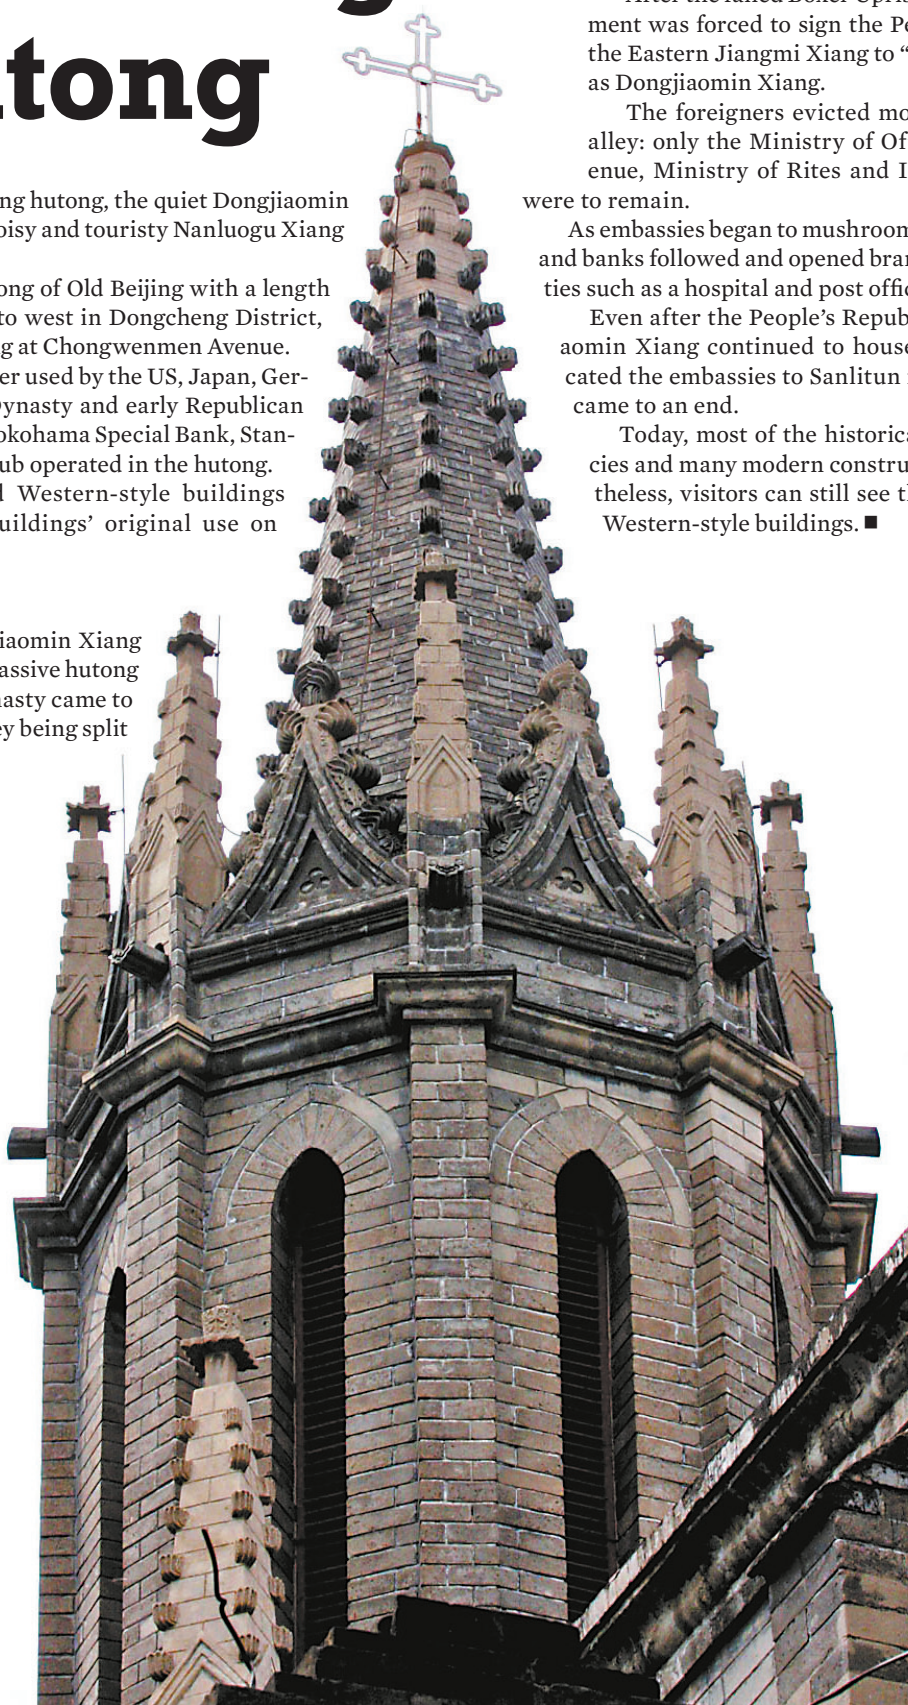 tong
ng hutong, the quiet Dongjiaomin
oisy and touristy Nanluogu Xiang
ong of Old Beijing with a length
to west in Dongcheng District,
g at Chongwenmen Avenue.
er used by the US, Japan, Ger-
ynasty and early Republican
okohama Special Bank, Stan-
ub operated in the hutong.
d Western-style buildings
uildings’ original use on
iaomin Xiang
assive hutong
nasty came to
ey being split
ment was forced to sign the Pe
the Eastern Jiangmi Xiang to “
as Dongjiaomin Xiang.
The foreigners evicted mo
alley: only the Ministry of Of
enue, Ministry of Rites and I
were to remain.
As embassies began to mushroom
and banks followed and opened bran
ties such as a hospital and post offic
Even after the People’s Repub
aomin Xiang continued to house
cated the embassies to Sanlitun
came to an end.
Today, most of the historica
cies and many modern constru
theless, visitors can still see t
Western-style buildings. ■